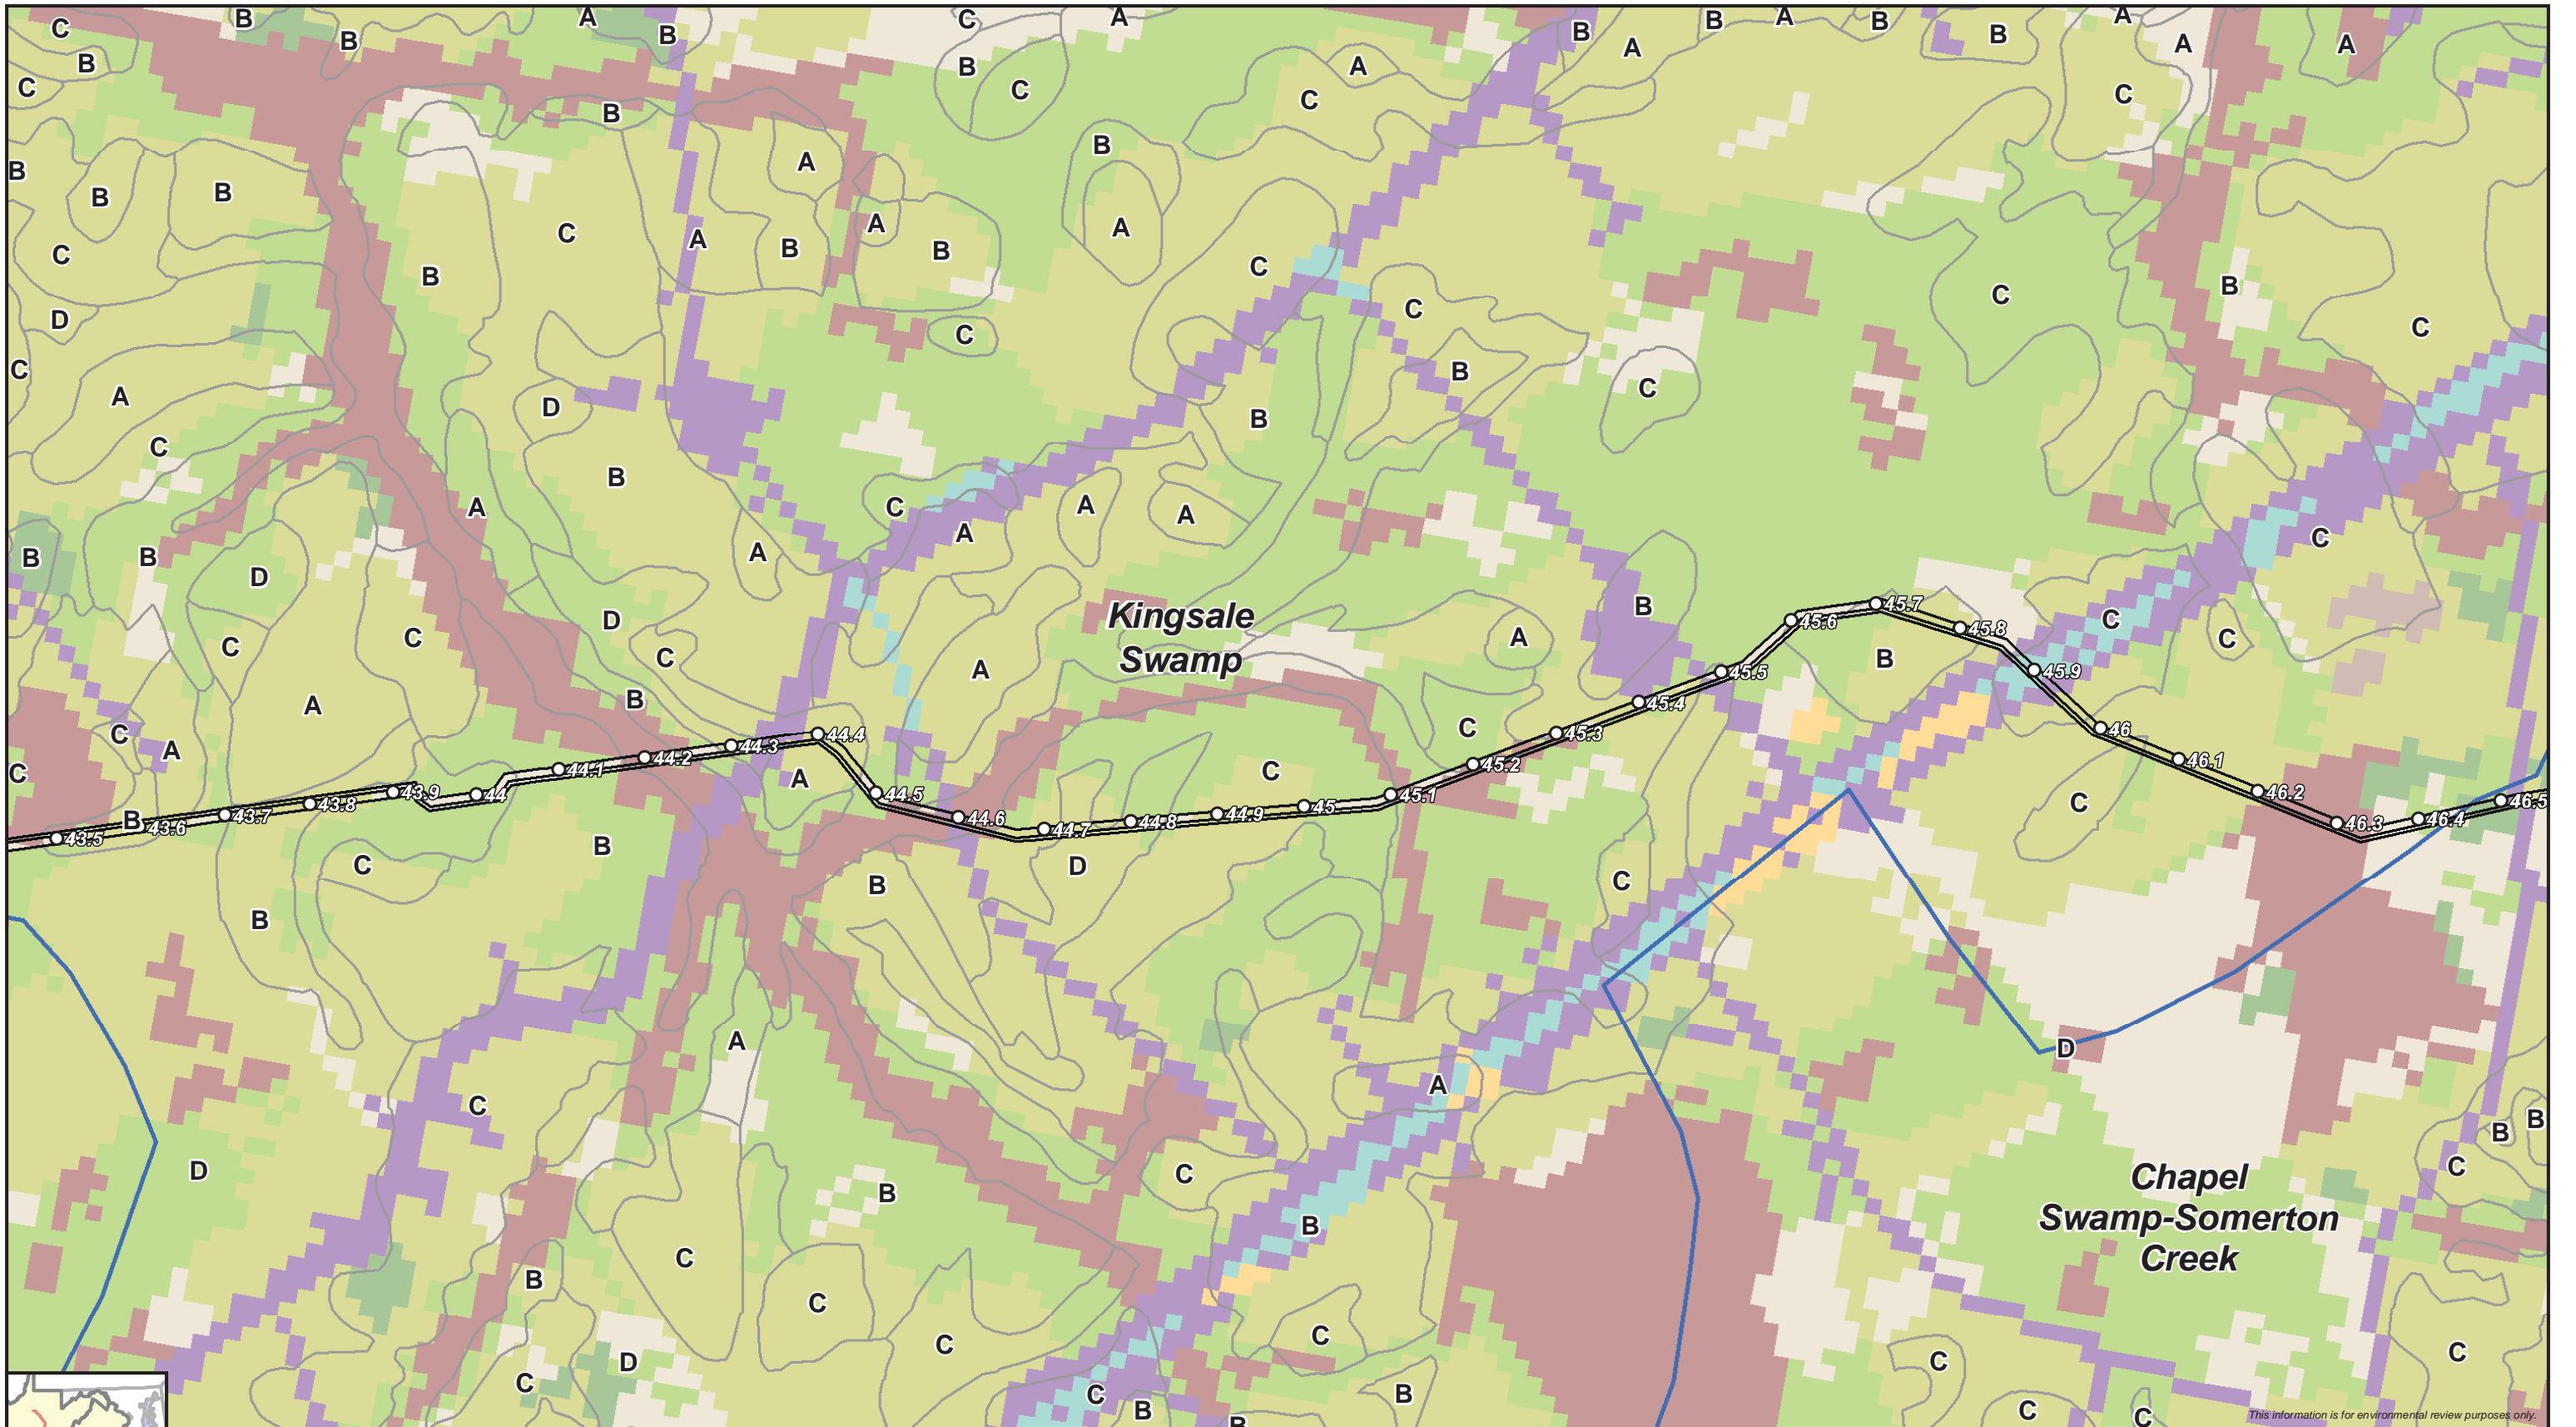 C
B
B
A
B
C
A
B
B
A
B
B
A
A
A
B
C
B
C
A
A
C
B
C
C
B
B
A
B
B
B
C
A
B
A
B
A
C
C
B
C
C
C
B
D
C
C
C
C
B
C
A
D
C
B
C
B
A
C
A
A
A
C
B
B
D
A
Kingsale
Swamp
D
C
C
C
A
A
B
C
C
B
A
B
C
A
C
C
A
C
B
43.5
43.6
43.7
43.8
43.9
44
44.1
44.2
44.3
44.4
44.5
44.6
44.7
44.8
44.9
45
45.1
45.2
45.3
45.4
45.5
45.6
45.7
45.8
45.9
46
46.1
46.2
46.3
46.4
46.5
A
C
B
C
B
D
C
B
A
D
A
C
B
B
C
D
C
B
Chapel
Swamp-Somerton
Creek
B
C
B
C
C
C
C
D
C
C
C
B
C
B
B
C
C
This information is for environmental review purposes only.